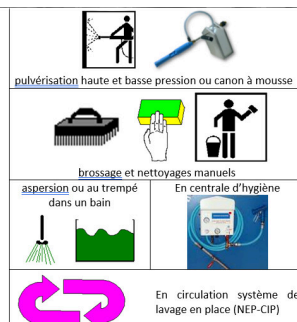 pulvérisation haute et basse pression ou canon à mousse
brossage et nettoyages manuels
aspersion ou au trempé
dans un bain
En centrale d'hygiène
En circulation système de
lavage en place (NEP-CIP)